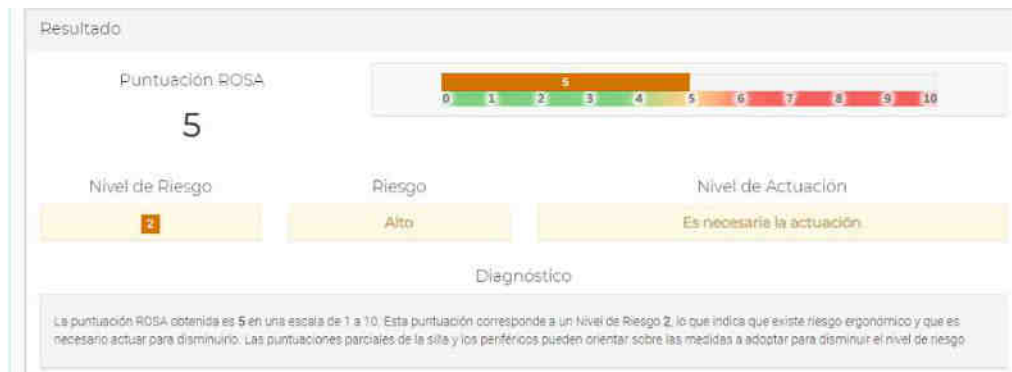 Resultado
Puntuación ROSA
5
5
0 1 2 3 4 5 6 7 8 9 10
Nivel de Riesgo
Riesgo
Nivel de Actuación
2
Alto
Es necesaria la actuación.
Diagnóstico
La puntuación ROSA obtenida es 5 en una escala de 1 a 10. Esta puntuación corresponde a un Nivel de Riesgo 2, lo que indica que existe riesgo ergonómico y que es
necesario actuar para disminuirlo. Las puntuaciones parciales de la silla y los periféricos pueden orientar sobre las medidas a adoptar para disminuir el nivel de riesgo